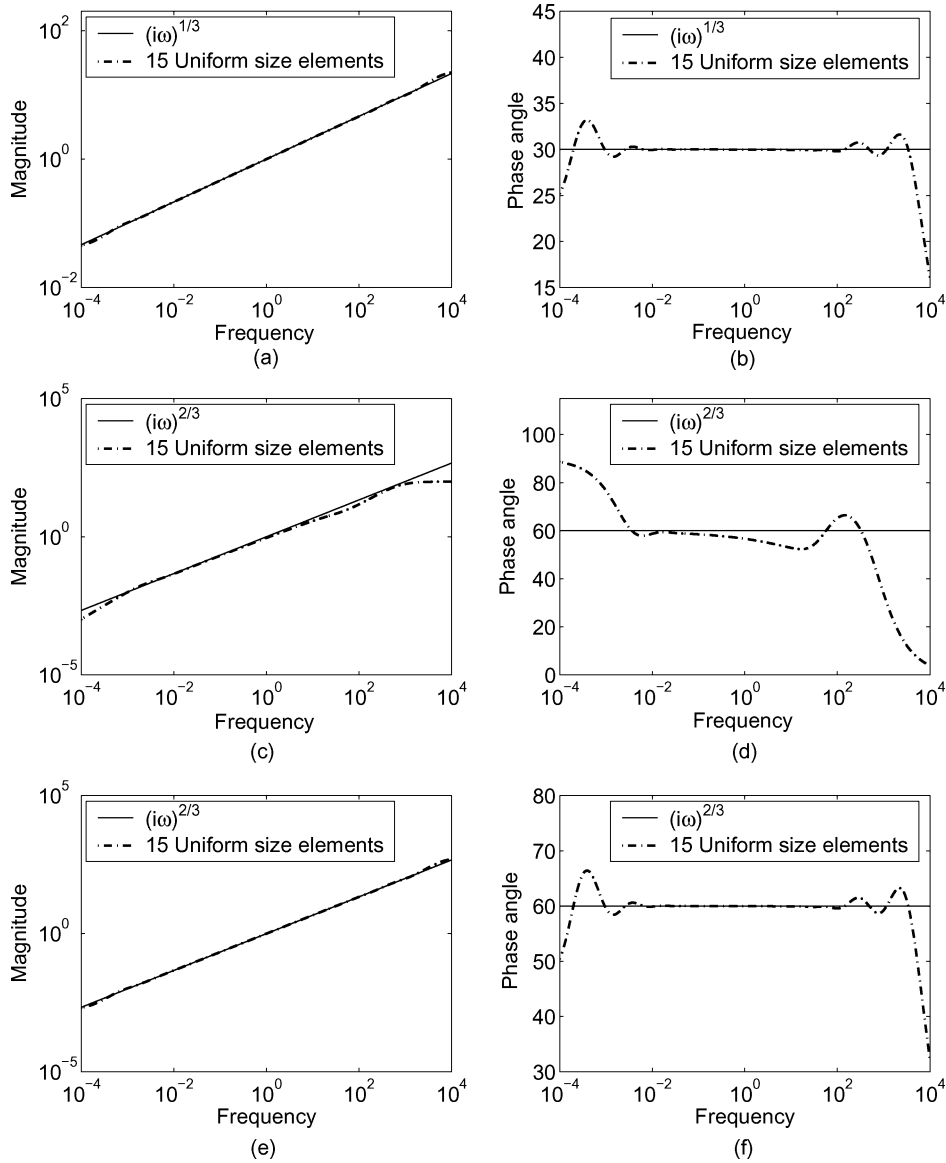 (iω)^{1/3}
15 Uniform size elements
10^2
10^0
10^−2
Magnitude
10^−4 10^−2 10^0 10^2 10^4
Frequency
(a)
(iω)^{1/3}
15 Uniform size elements
45
40
35
30
25
20
15
Phase angle
10^−4 10^−2 10^0 10^2 10^4
Frequency
(b)
(iω)^{2/3}
15 Uniform size elements
10^5
10^0
10^−5
Magnitude
10^−4 10^−2 10^0 10^2 10^4
Frequency
(c)
(iω)^{2/3}
15 Uniform size elements
100
80
60
40
20
0
Phase angle
10^−4 10^−2 10^0 10^2 10^4
Frequency
(d)
(iω)^{2/3}
15 Uniform size elements
10^5
10^0
10^−5
Magnitude
10^−4 10^−2 10^0 10^2 10^4
Frequency
(e)
(iω)^{2/3}
15 Uniform size elements
80
70
60
50
40
30
Phase angle
10^−4 10^−2 10^0 10^2 10^4
Frequency
(f)